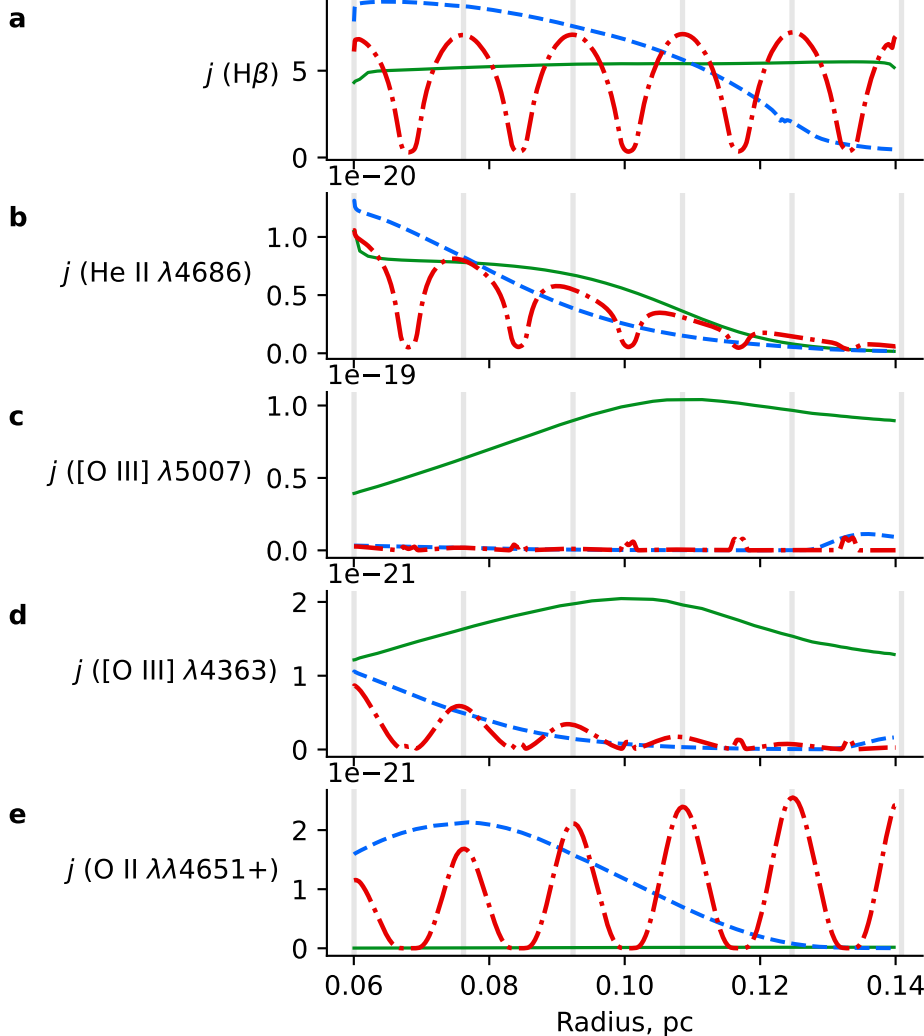 a
j (Hβ)
5
0
1e−20
b
j (He II λ4686)
1.0
0.5
0.0
1e−19
c
j ([O III] λ5007)
1.0
0.5
0.0
1e−21
d
j ([O III] λ4363)
2
1
0
1e−21
e
j (O II λλ4651+)
2
1
0
0.06 0.08 0.10 0.12 0.14
Radius, pc